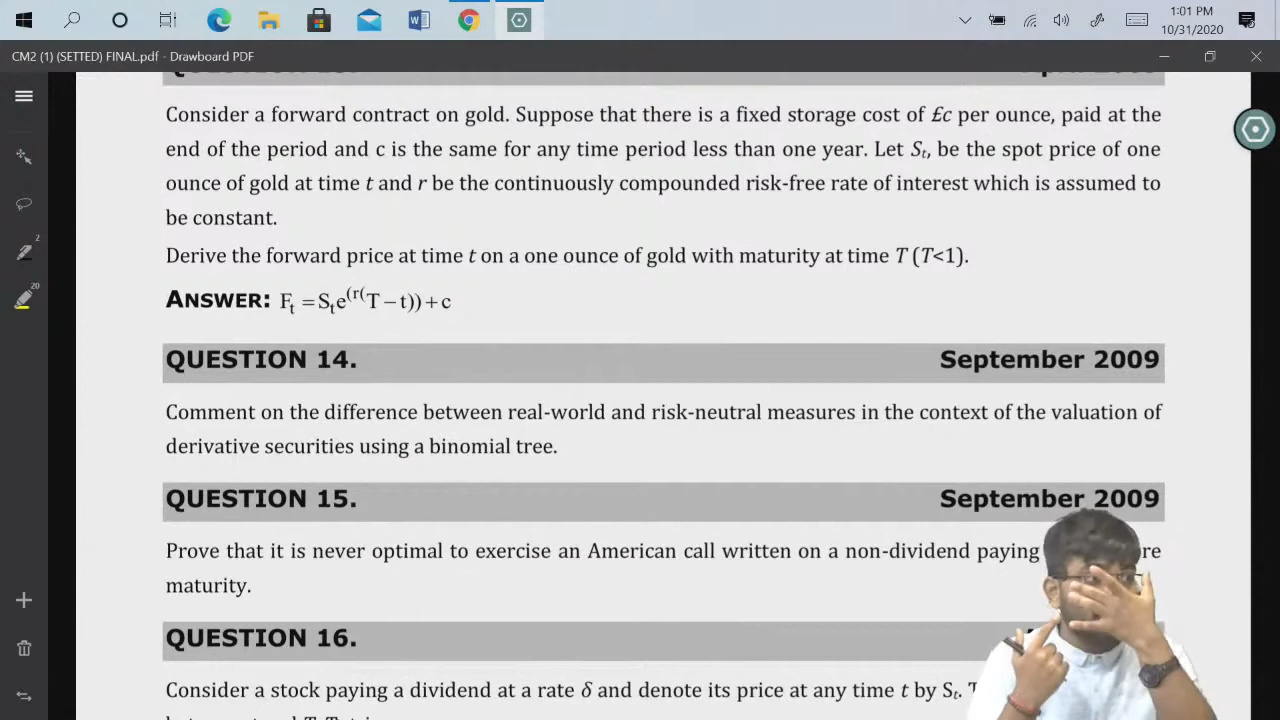 1:01 PM
10/31/2020
CM2 (1) (SETTED) FINAL.pdf - Drawboard PDF
Consider a forward contract on gold. Suppose that there is a fixed storage cost of £c per ounce, paid at the
end of the period and c is the same for any time period less than one year. Let Sₜ, be the spot price of one
ounce of gold at time t and r be the continuously compounded risk-free rate of interest which is assumed to
be constant.
Derive the forward price at time t on a one ounce of gold with maturity at time T (T<1).
ANSWER: Fₜ = Sₜe^(r(T − t)) + c
QUESTION 14. September 2009
Comment on the difference between real-world and risk-neutral measures in the context of the valuation of
derivative securities using a binomial tree.
QUESTION 15. September 2009
Prove that it is never optimal to exercise an American call written on a non-dividend paying
maturity.
QUESTION 16.
Consider a stock paying a dividend at a rate δ and denote its price at any time t by Sₜ.
2
20